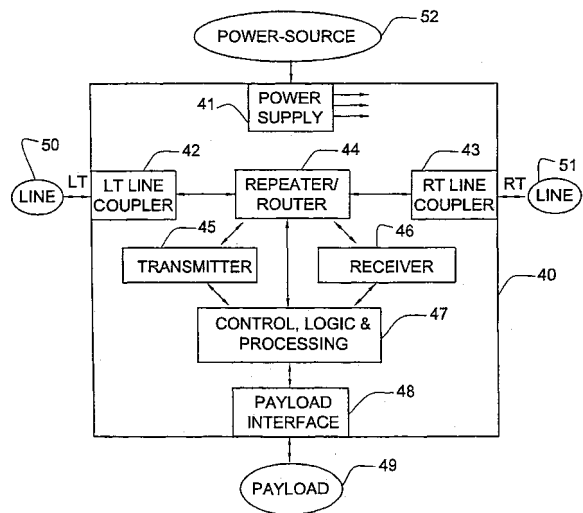 52
POWER-SOURCE
41
POWER
SUPPLY
50
42
44
43
51
LINE
LT
LT LINE
COUPLER
REPEATER/
ROUTER
RT LINE
COUPLER
RT
LINE
45
46
TRANSMITTER
RECEIVER
40
CONTROL, LOGIC &
PROCESSING
47
PAYLOAD
INTERFACE
48
PAYLOAD
49